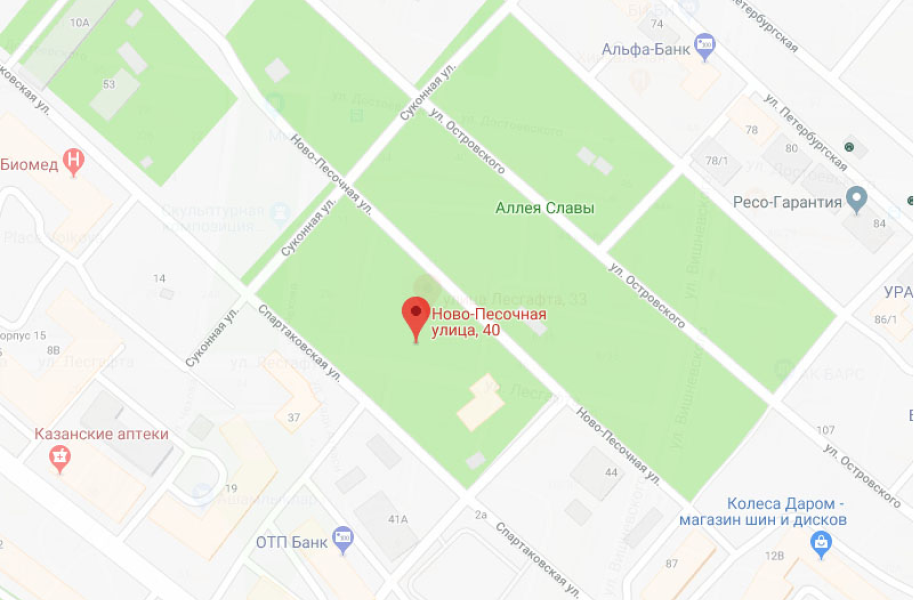 10А
74
Альфа-Банк
ул. Петербургская
53
Суконная ул.
ул. Островского
ул. Петербургская
78
80
78/1
Биомед
Ново-Песочная ул.
Ресо-Гарантия
84
Скульптурная
композиция
Суконная ул.
Аллея Славы
14
ул. Островского
УРА
86/1
улица Лесгафта, 33
Ново-Песочная
улица, 40
орпус 15
8В
ул. Лесгафта
Суконная ул.
Спартаковская ул.
ул. Лесгафта
ул. Вишневского
37
Казанские аптеки
Ново-Песочная ул.
107
ул. Островского
44
19
41А
2а
Спартаковская ул.
ОТП Банк
Колеса Даром -
магазин шин и дисков
87
12В